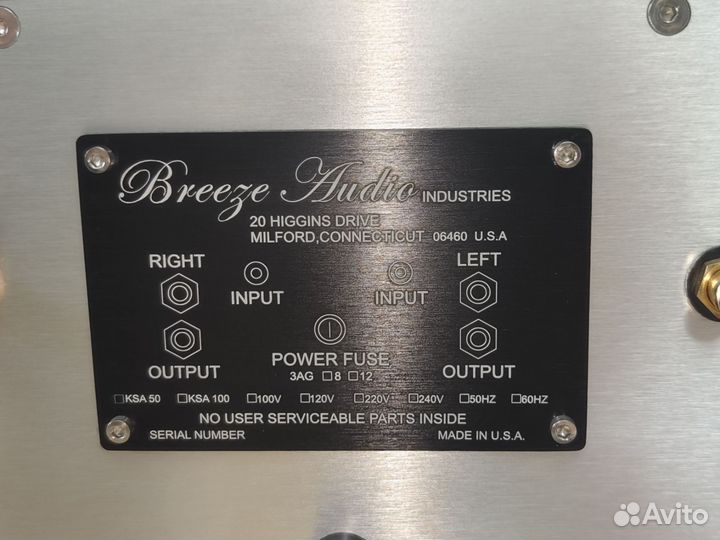 Breeze Audio INDUSTRIES
20 HIGGINS DRIVE
MILFORD,CONNECTICUT 06460 U.S.A
RIGHT LEFT
INPUT INPUT
OUTPUT OUTPUT
POWER FUSE
3AG □8 □12
□KSA 50 □KSA 100 □100V □120V □220V □240V □50HZ □60HZ
NO USER SERVICEABLE PARTS INSIDE
SERIAL NUMBER MADE IN U.S.A.
Avito